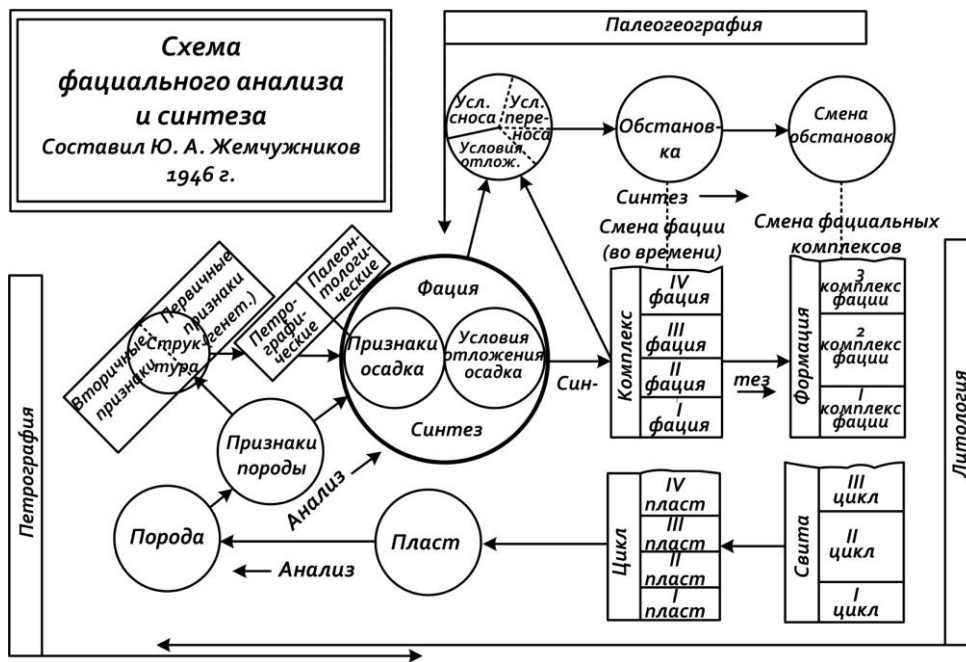 Схема
фациального анализа
и синтеза
Составил Ю. А. Жемчужников
1946 г.
Палеогеография
Усл.
сноса
Усл.
пере-
носа
Условия
отлож.
Обстанов-
ка
Смена
обстановок
Синтез
Смена фации
(во времени)
Смена фациальных
комплексов
Петрография
Вторичные
признаки
Первичные
признаки
(генет.)
Струк-
тура
Петро-
графи-
ческие
Палеон-
тологи-
ческие
Фация
Признаки
осадка
Условия
отложения
осадка
Синтез
Син-
Комплекс
IV
фация
III
фация
II
фация
I
фация
тез
Формация
3
комплекс
фации
2
комплекс
фации
I
комплекс
фации
Литология
Признаки
породы
Порода
Анализ
Анализ
Пласт
Цикл
IV
пласт
III
пласт
II
пласт
I
пласт
Свита
III
цикл
II
цикл
I
цикл